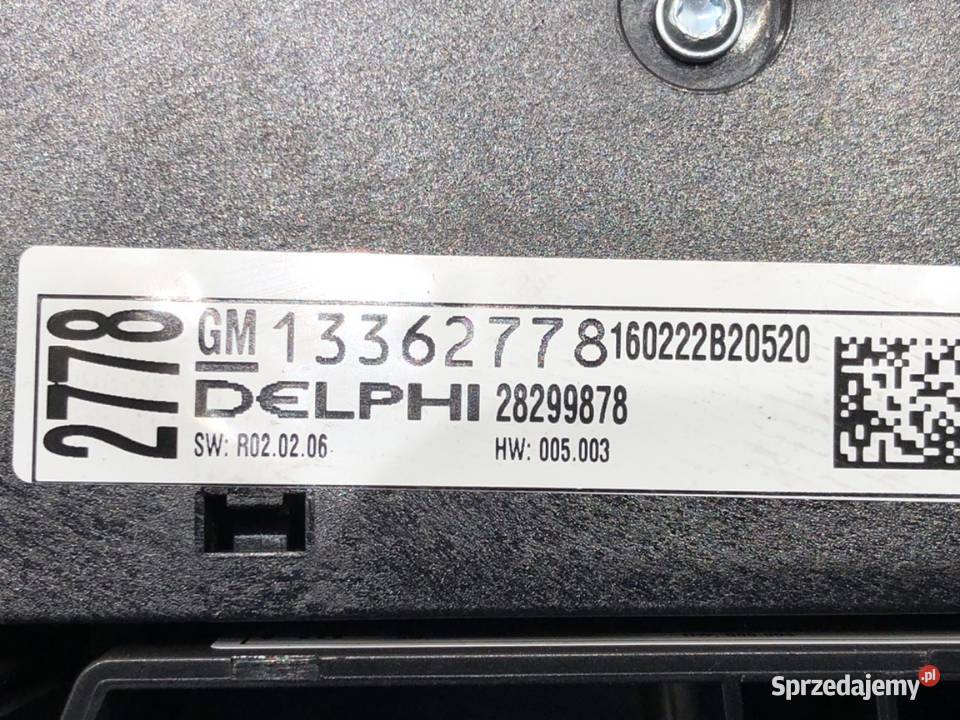 2778
GM 13362778 160222B20520
DELPHI 28299878
SW: R02.02.06 HW: 005.003
Sprzedajemy.pl